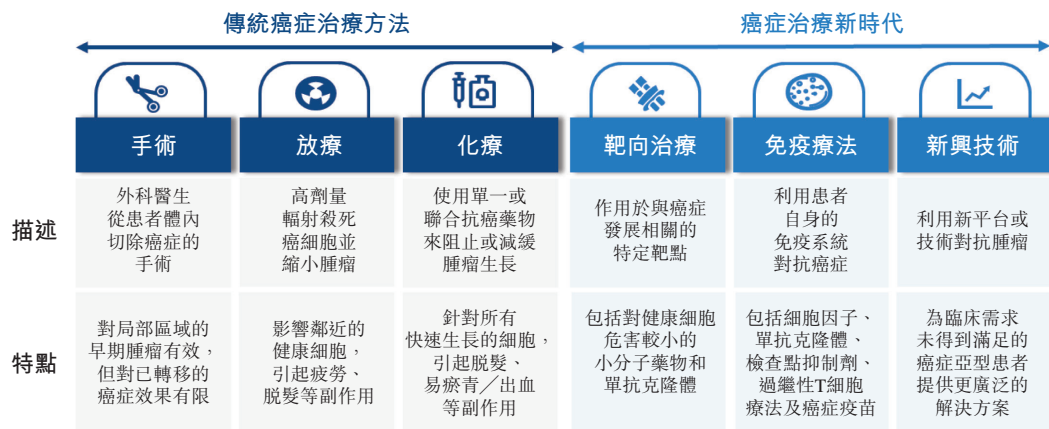 傳統癌症治療方法
癌症治療新時代
手術
放療
化療
靶向治療
免疫療法
新興技術
描述
外科醫生
從患者體內
切除癌症的
手術
高劑量
輻射殺死
癌細胞並
縮小腫瘤
使用單一或
聯合抗癌藥物
來阻止或減緩
腫瘤生長
作用於與癌症
發展相關的
特定靶點
利用患者
自身的
免疫系統
對抗癌症
利用新平台或
技術對抗腫瘤
特點
對局部區域的
早期腫瘤有效，
但對已轉移的
癌症效果有限
影響鄰近的
健康細胞，
引起疲勞、
脫髮等副作用
針對所有
快速生長的細胞，
引起脫髮、
易瘀青／出血
等副作用
包括對健康細胞
危害較小的
小分子藥物和
單抗克隆體
包括細胞因子、
單抗克隆體、
檢查點抑制劑、
過繼性T細胞
療法及癌症疫苗
為臨床需求
未得到滿足的
癌症亞型患者
提供更廣泛的
解決方案